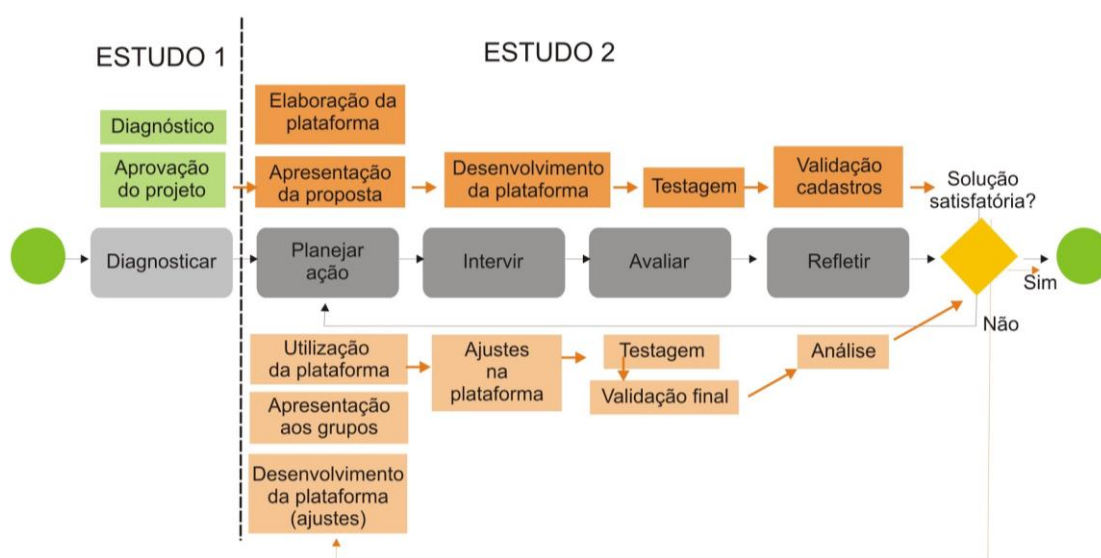 ESTUDO 1
ESTUDO 2
Diagnóstico
Aprovação
do projeto
Elaboração da
plataforma
Apresentação
da proposta
Desenvolvimento
da plataforma
Testagem
Validação
cadastros
Solução
satisfatória?
Diagnosticar
Planejar
ação
Intervir
Avaliar
Refletir
Sim
Não
Utilização
da plataforma
Ajustes
na
plataforma
Testagem
Validação final
Análise
Apresentação
aos grupos
Desenvolvimento
da plataforma
(ajustes)